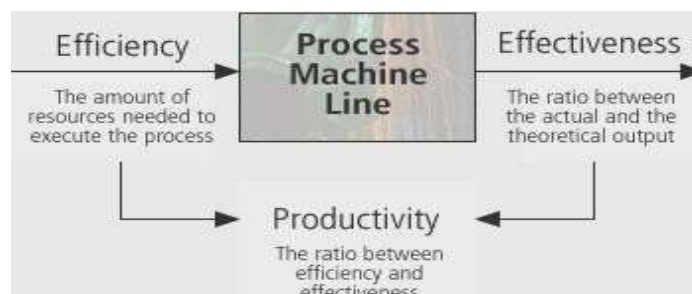 Efficiency
The amount of
resources needed to
execute the process
Process
Machine
Line
Effectiveness
The ratio between
the actual and the
theoretical output
Productivity
The ratio between
efficiency and
effectiveness